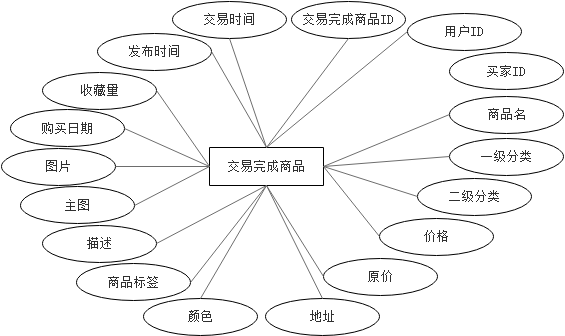 交易时间
交易完成商品ID
用户ID
发布时间
买家ID
收藏量
商品名
购买日期
一级分类
图片
交易完成商品
二级分类
主图
价格
描述
原价
商品标签
颜色
地址